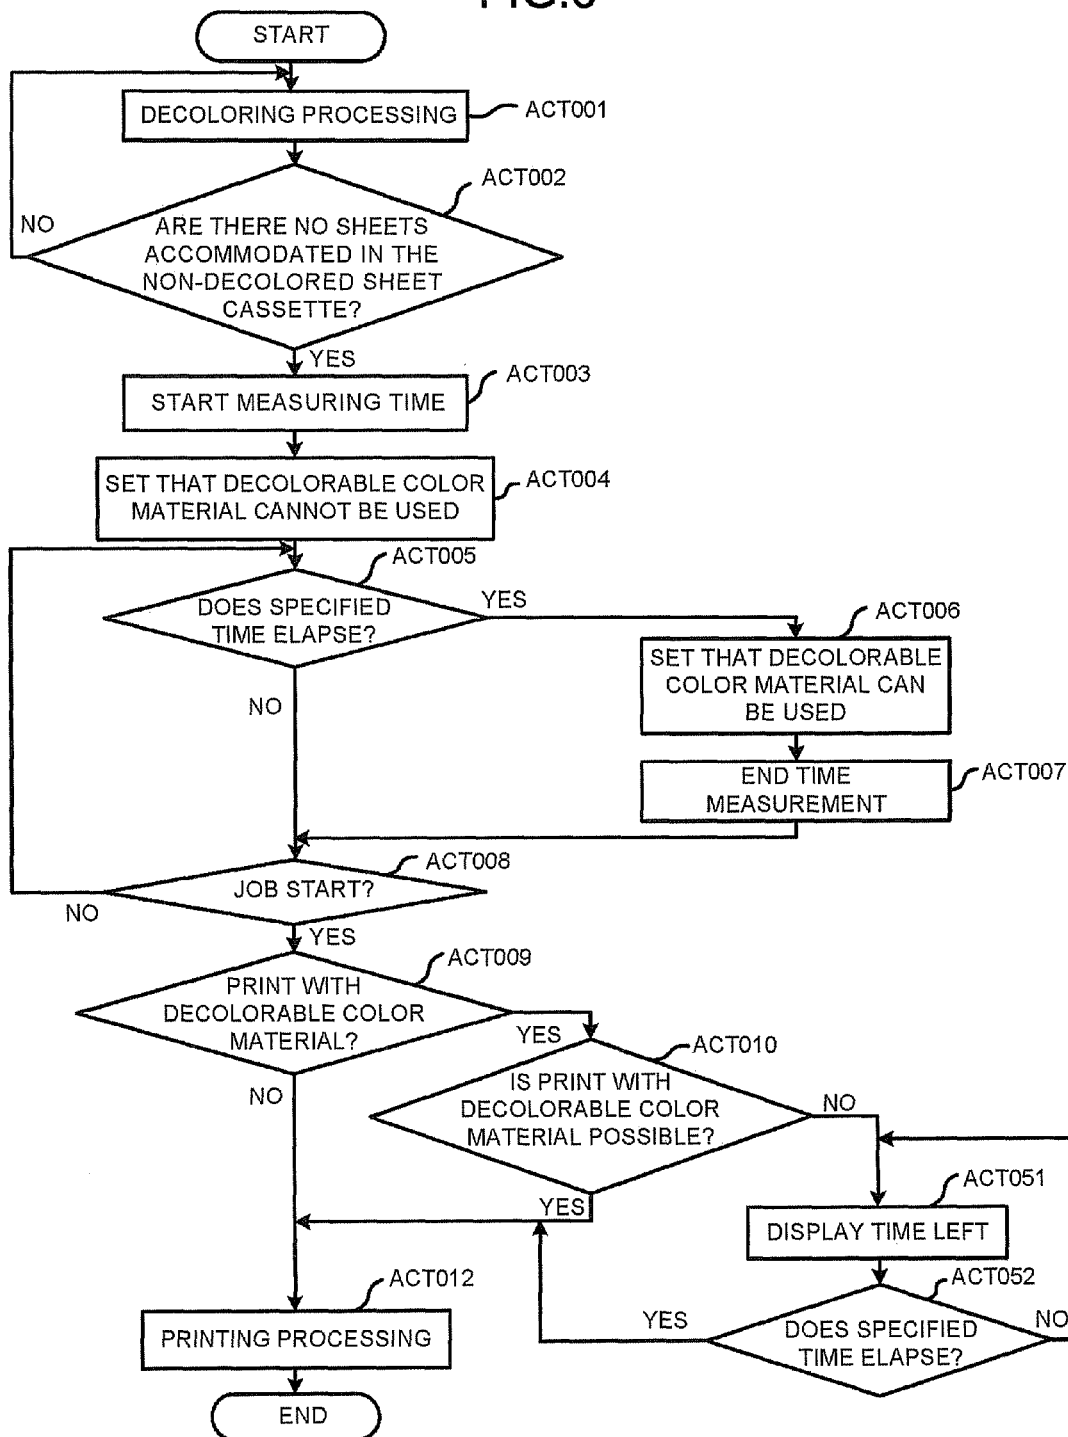 START
DECOLORING PROCESSING
ACT001
ACT002
NO
ARE THERE NO SHEETS
ACCOMMODATED IN THE
NON-DECOLORED SHEET
CASSETTE?
YES
ACT003
START MEASURING TIME
SET THAT DECOLORABLE COLOR
MATERIAL CANNOT BE USED
ACT004
ACT005
DOES SPECIFIED
TIME ELAPSE?
YES
NO
ACT006
SET THAT DECOLORABLE
COLOR MATERIAL CAN
BE USED
END TIME
MEASUREMENT
ACT007
ACT008
JOB START?
NO
YES
ACT009
PRINT WITH
DECOLORABLE COLOR
MATERIAL?
YES
NO
ACT010
IS PRINT WITH
DECOLORABLE COLOR
MATERIAL POSSIBLE?
NO
YES
ACT051
DISPLAY TIME LEFT
ACT052
DOES SPECIFIED
TIME ELAPSE?
YES
NO
ACT012
PRINTING PROCESSING
END